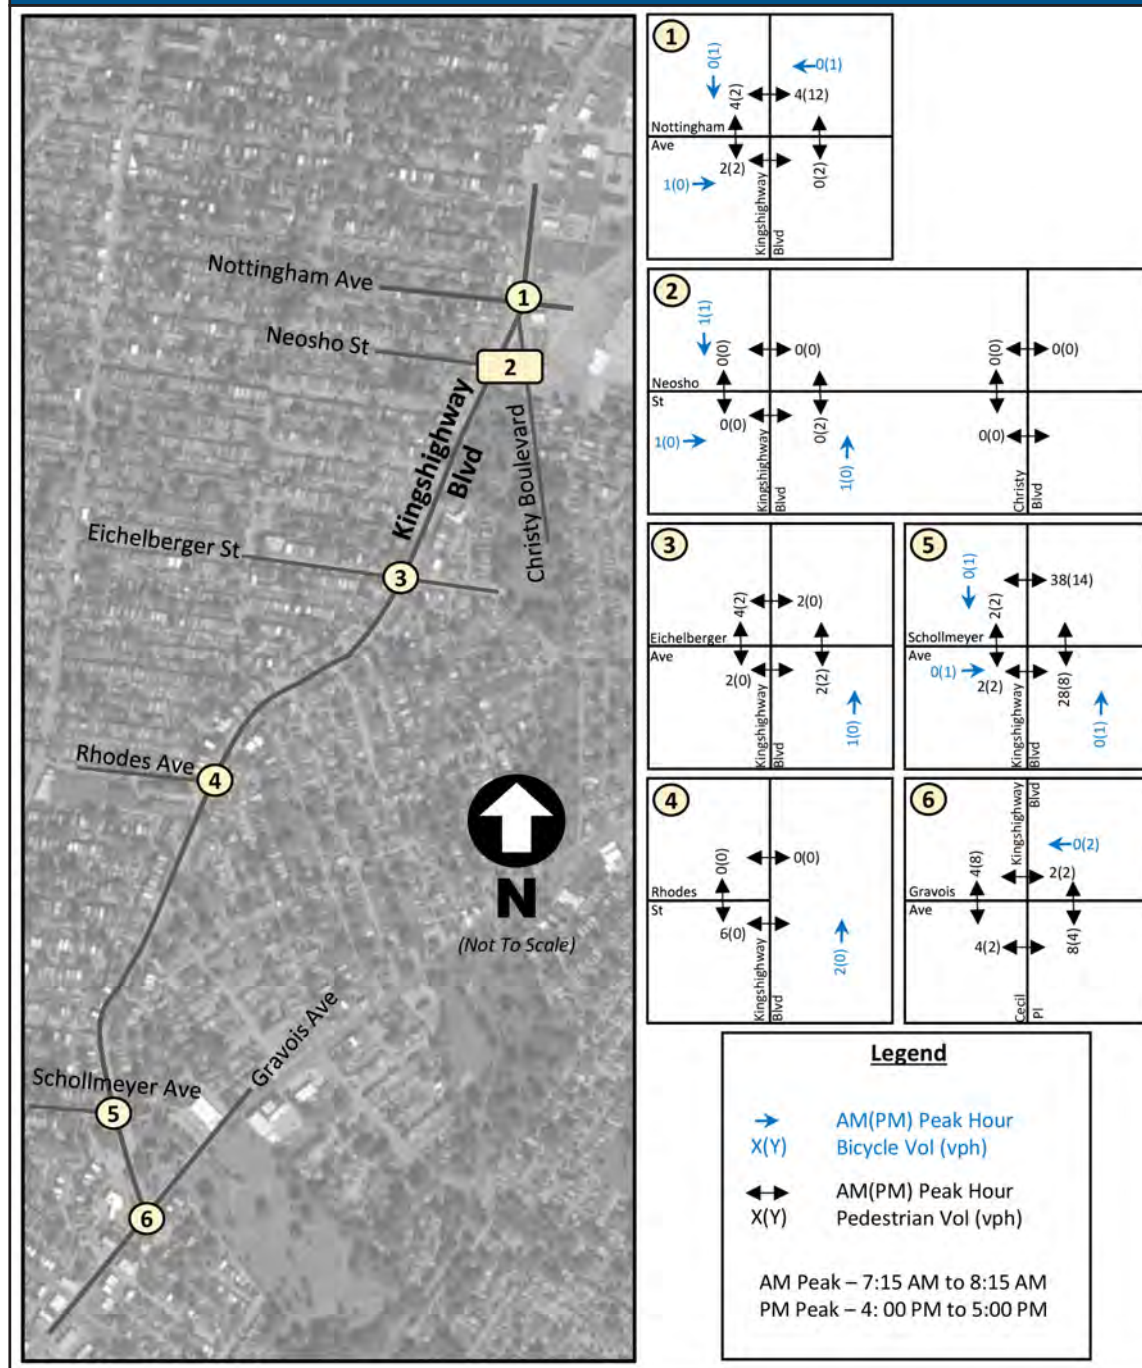 Nottingham Ave
1
Neosho St
2
Kingshighway
Blvd
Christy Boulevard
Eichelberger St
3
Rhodes Ave
4
N
(Not To Scale)
Gravois Ave
Schollmeyer Ave
5
6
1
0(1)
0(1)
4(2)
4(12)
Nottingham
Ave
2(2)
0(2)
1(0)
Kingshighway
Blvd
2
1(1)
0(0)
0(0)
0(0)
0(0)
Neosho
St
0(0)
0(2)
1(0)
1(0)
0(0)
Kingshighway
Blvd
Christy
Blvd
3
4(2)
2(0)
Eichelberger
Ave
2(0)
2(2)
1(0)
Kingshighway
Blvd
5
0(1)
38(14)
2(2)
Schollmeyer
Ave
0(1)
2(2)
28(8)
0(1)
Kingshighway
Blvd
4
0(0)
0(0)
Rhodes
St
6(0)
2(0)
Kingshighway
Blvd
6
Kingshighway
Blvd
0(2)
4(8)
2(2)
Gravois
Ave
4(2)
8(4)
Cecil
Pl
Legend
AM(PM) Peak Hour
X(Y) Bicycle Vol (vph)
AM(PM) Peak Hour
X(Y) Pedestrian Vol (vph)
AM Peak – 7:15 AM to 8:15 AM
PM Peak – 4: 00 PM to 5:00 PM